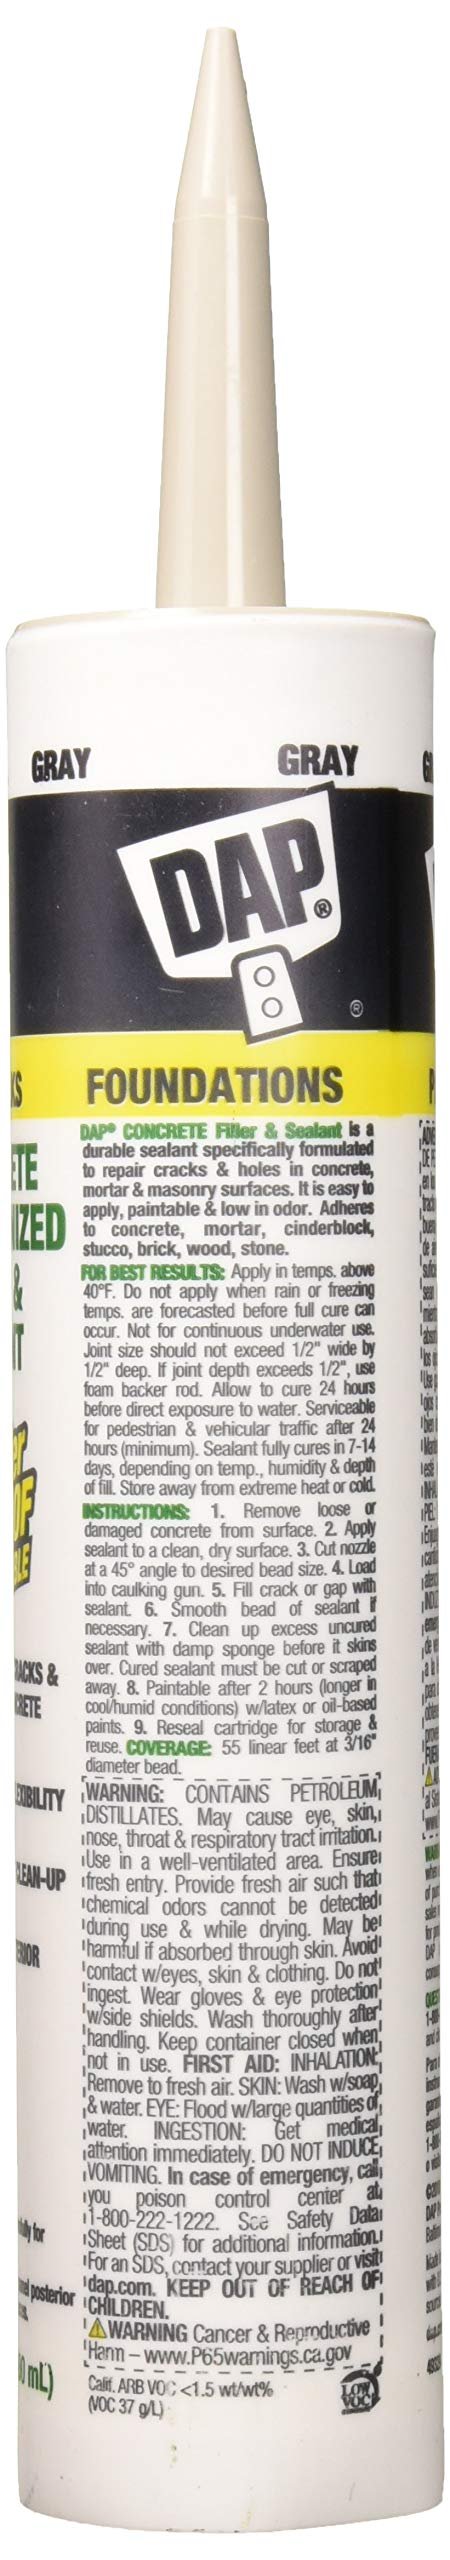 GRAY
GRAY
DAP®
®
FOUNDATIONS
DAP® CONCRETE Filler & Sealant is a
durable sealant specifically formulated
to repair cracks & holes in concrete,
mortar & masonry surfaces. It is easy to
apply, paintable & low in odor. Adheres
to concrete, mortar, cinderblock,
stucco, brick, wood, stone.
FOR BEST RESULTS: Apply in temps. above
40°F. Do not apply when rain or freezing
temps. are forecasted before full cure can
occur. Not for continuous underwater use.
Joint size should not exceed 1/2" wide by
1/2" deep. If joint depth exceeds 1/2", use
foam backer rod. Allow to cure 24 hours
before direct exposure to water. Serviceable
for pedestrian & vehicular traffic after 24
hours (minimum). Sealant fully cures in 7-14
days, depending on temp., humidity & depth
of fill. Store away from extreme heat or cold.
INSTRUCTIONS: 1. Remove loose or
damaged concrete from surface. 2. Apply
sealant to a clean, dry surface. 3. Cut nozzle
at a 45° angle to desired bead size. 4. Load
into caulking gun. 5. Fill crack or gap with
sealant. 6. Smooth bead of sealant if
necessary. 7. Clean up excess uncured
sealant with damp sponge before it skins
over. Cured sealant must be cut or scraped
away. 8. Paintable after 2 hours (longer in
cool/humid conditions) w/latex or oil-based
paints. 9. Reseal cartridge for storage &
reuse. COVERAGE: 55 linear feet at 3/16"
diameter bead.
WARNING: CONTAINS PETROLEUM
DISTILLATES. May cause eye, skin,
nose, throat & respiratory tract irritation.
Use in a well-ventilated area. Ensure
fresh entry. Provide fresh air such that
chemical odors cannot be detected
during use & while drying. May be
harmful if absorbed through skin. Avoid
contact w/eyes, skin & clothing. Do not
ingest. Wear gloves & eye protection
w/side shields. Wash thoroughly after
handling. Keep container closed when
not in use. FIRST AID: INHALATION:
Remove to fresh air. SKIN: Wash w/soap
& water. EYE: Flood w/large quantities of
water. INGESTION: Get medical
attention immediately. DO NOT INDUCE
VOMITING. In case of emergency, call
you poison control center at
1-800-222-1222. See Safety Data
Sheet (SDS) for additional information.
For an SDS, contact your supplier or visit
dap.com. KEEP OUT OF REACH OF
CHILDREN.
⚠WARNING Cancer & Reproductive
Harm – www.P65warnings.ca.gov
Calif. ARB VOC <1.5 wt/wt%
(VOC 37 g/L)
LOW
VOC